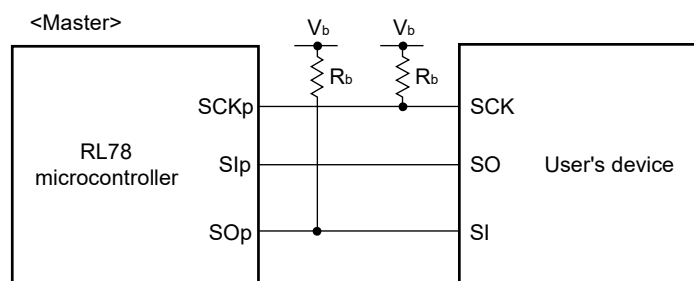 <Master>
Vb Vb
Rb Rb
SCKp SCK
RL78
microcontroller
SIp SO
User's device
SOp SI